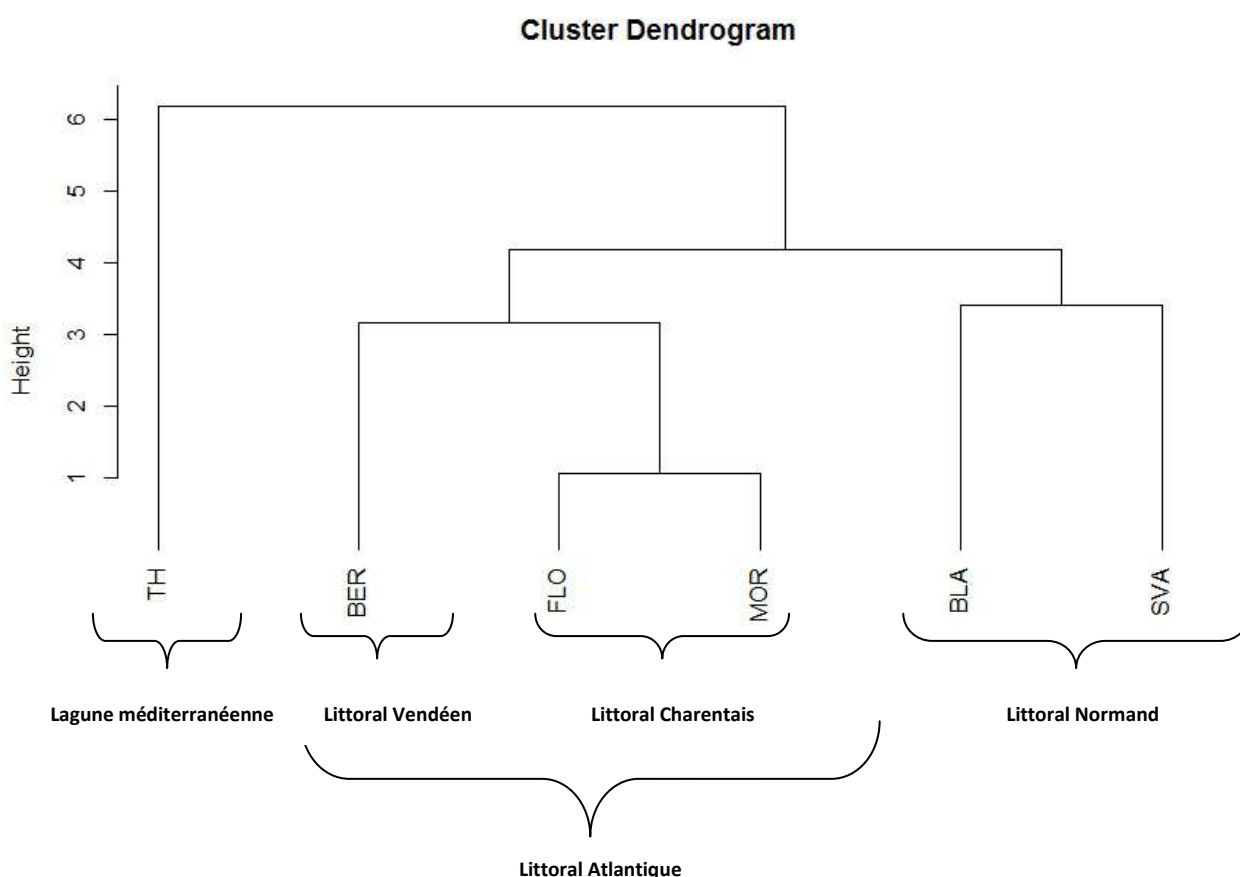 Cluster Dendrogram
6
5
4
3
2
1
Height
TH
BER
FLO
MOR
BLA
SVA
Lagune méditerranéenne
Littoral Vendéen
Littoral Charentais
Littoral Normand
Littoral Atlantique